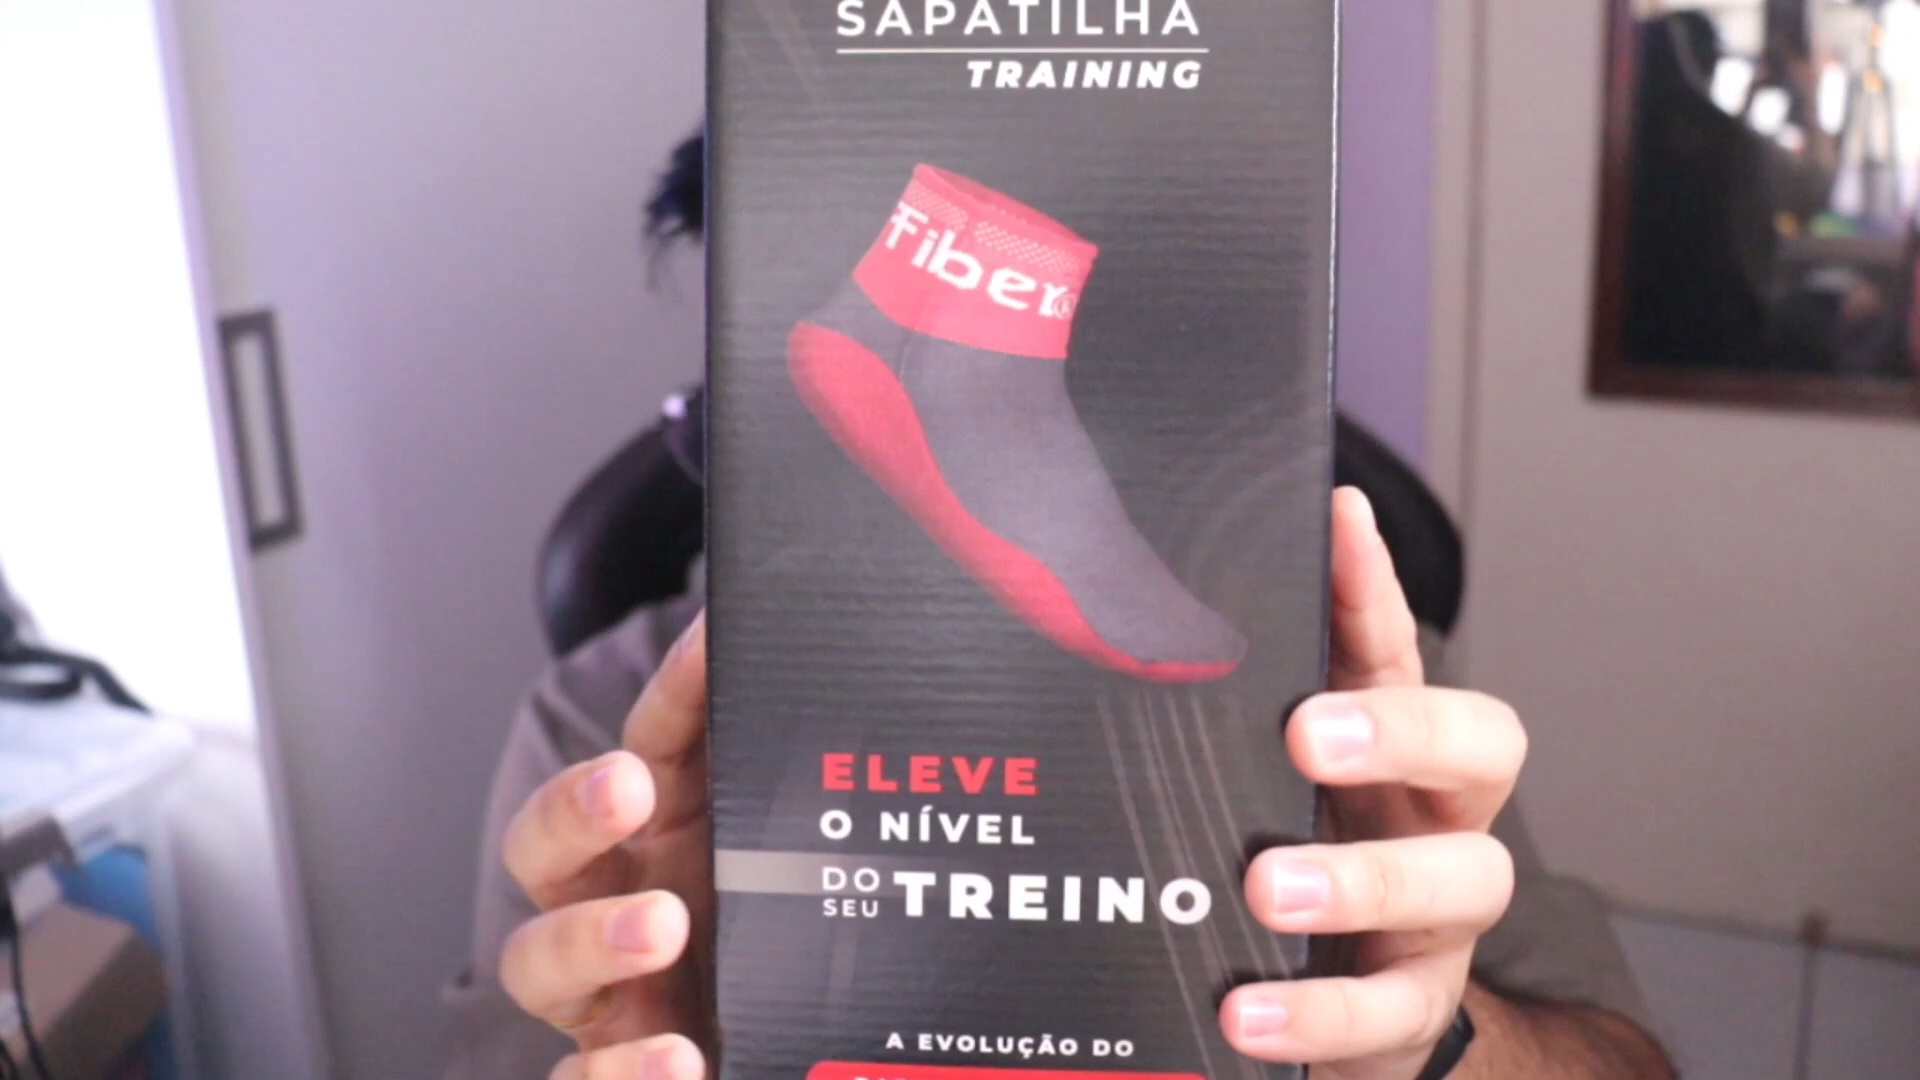 SAPATILHA
TRAINING
Fiber®
ELEVE
O NÍVEL
DO SEU TREINO
A EVOLUÇÃO DO